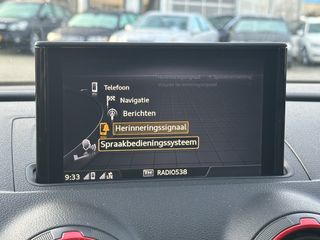 Telefoon
Navigatie
Berichten
Herinneringssignaal
Spraakbedieningssysteem
9:33
RADIO538